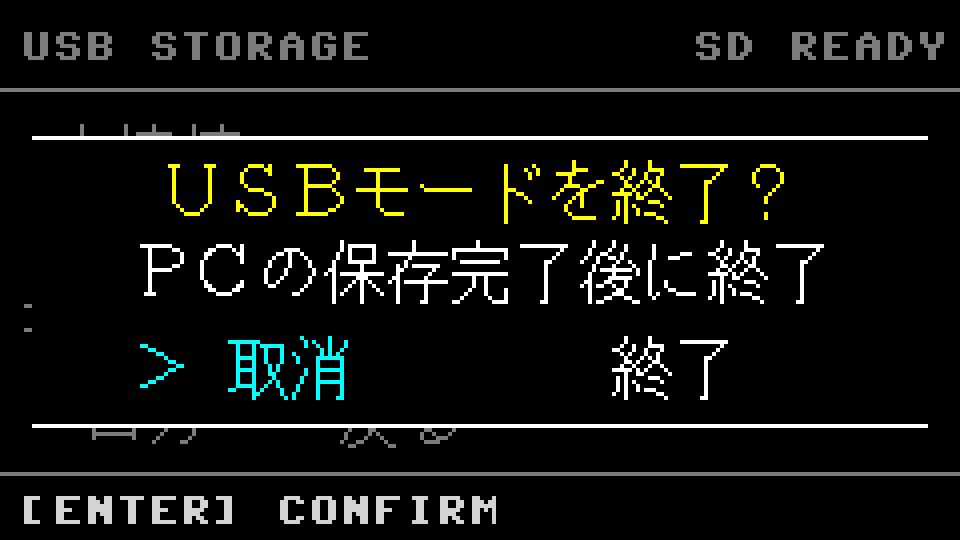 USB STORAGE SD READY
USBモードを終了?
PCの保存完了後に終了
> 取消 終了
[ENTER] CONFIRM